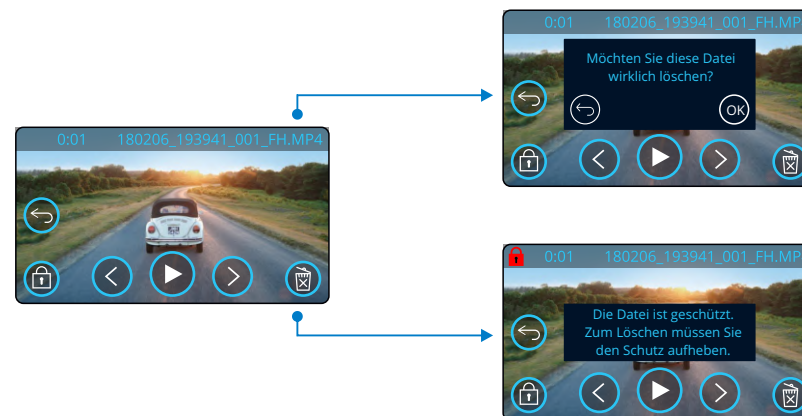 0:01 180206_193941_001_FH.MP4
0:01 180206_193941_001_FH.MP
Möchten Sie diese Datei
wirklich löschen?
OK
0:01 180206_193941_001_FH.MP
Die Datei ist geschützt.
Zum Löschen müssen Sie
den Schutz aufheben.